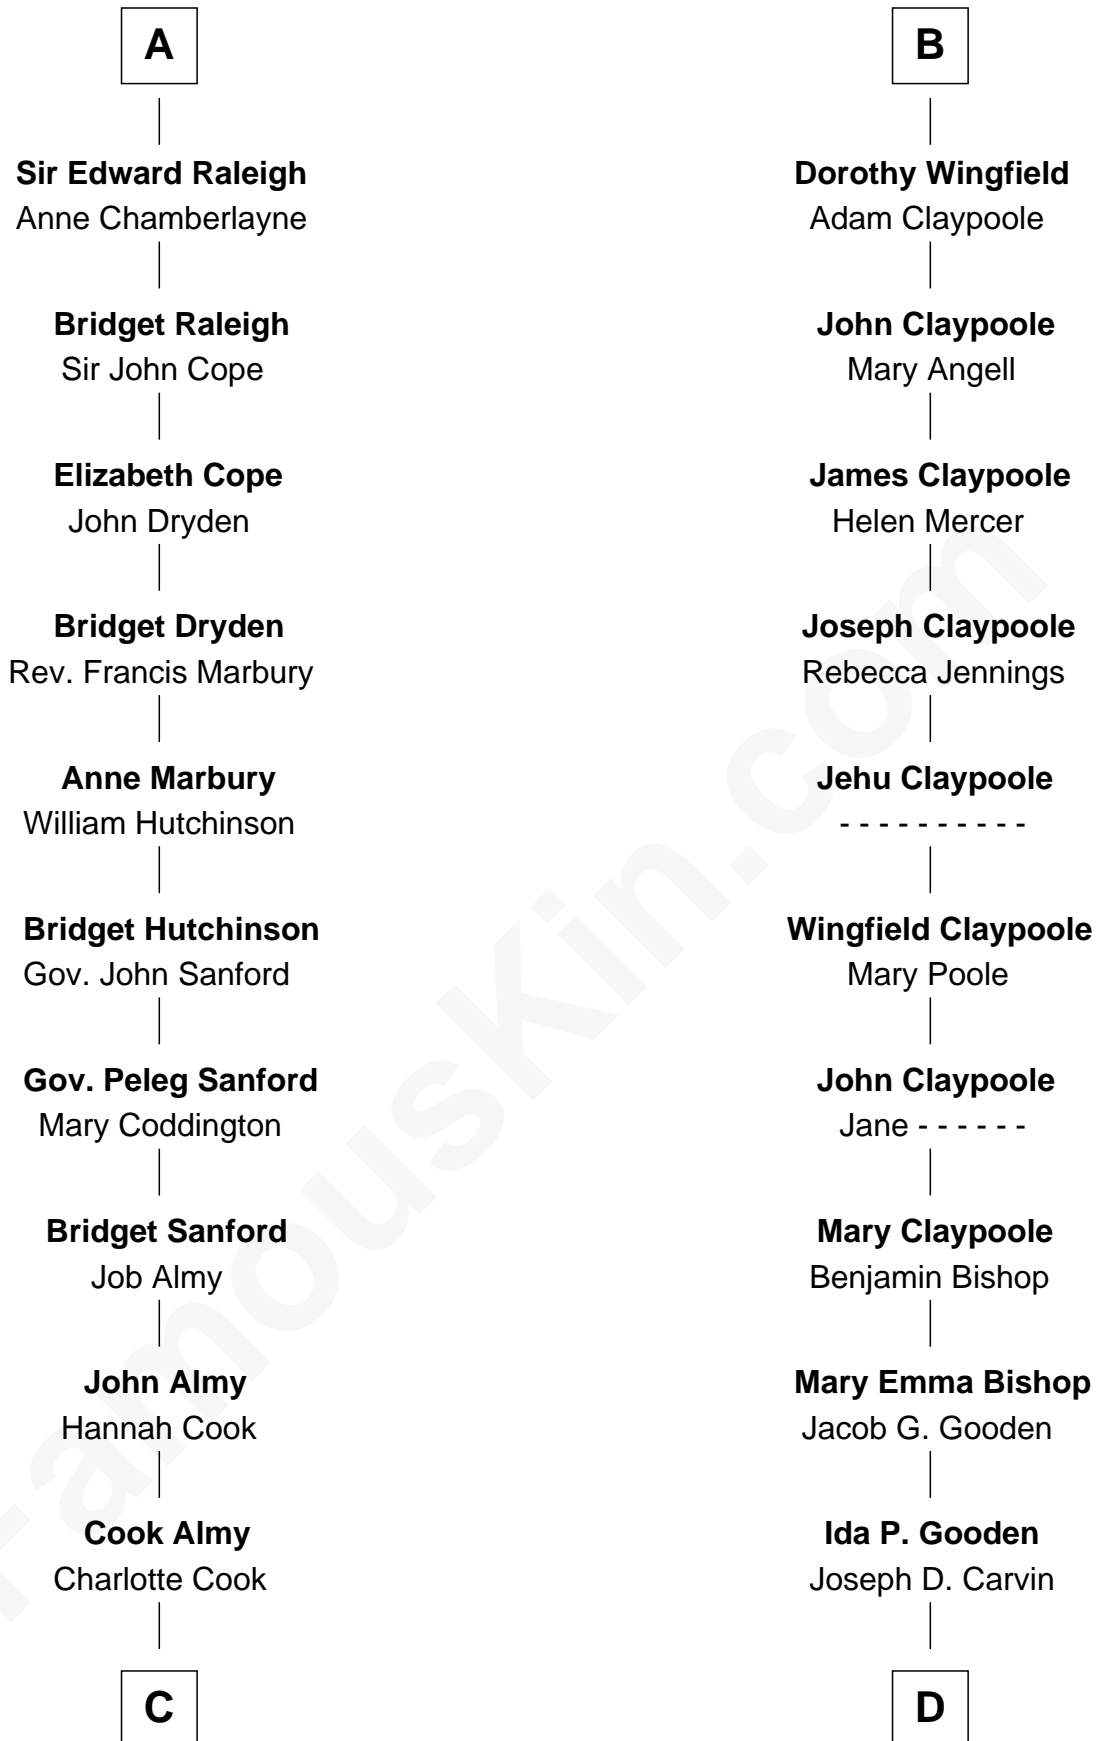 A
Sir Edward Raleigh
Anne Chamberlayne
Bridget Raleigh
Sir John Cope
Elizabeth Cope
John Dryden
Bridget Dryden
Rev. Francis Marbury
Anne Marbury
William Hutchinson
Bridget Hutchinson
Gov. John Sanford
Gov. Peleg Sanford
Mary Coddington
Bridget Sanford
Job Almy
John Almy
Hannah Cook
Cook Almy
Charlotte Cook
C
B
Dorothy Wingfield
Adam Claypoole
John Claypoole
Mary Angell
James Claypoole
Helen Mercer
Joseph Claypoole
Rebecca Jennings
Jehu Claypoole
- - - - - - - - - -
Wingfield Claypoole
Mary Poole
John Claypoole
Jane - - - - - -
Mary Claypoole
Benjamin Bishop
Mary Emma Bishop
Jacob G. Gooden
Ida P. Gooden
Joseph D. Carvin
D
FamousKin.com